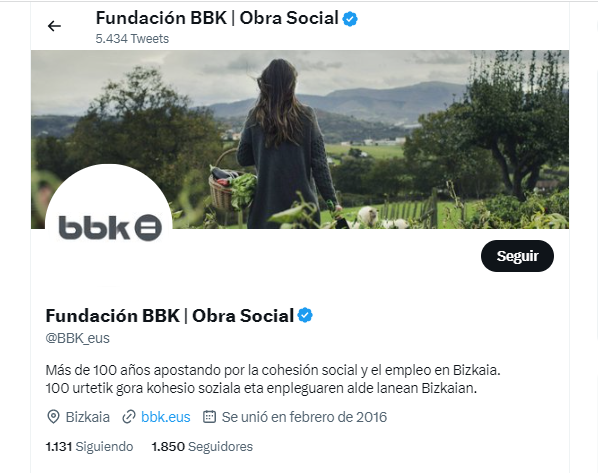 Fundación BBK | Obra Social
5.434 Tweets
bbk
Seguir
Fundación BBK | Obra Social
@BBK_eus
Más de 100 años apostando por la cohesión social y el empleo en Bizkaia.
100 urtetik gora kohesio soziala eta enpleguaren alde lanean Bizkaian.
Bizkaia bbk.eus Se unió en febrero de 2016
1.131 Siguiendo 1.850 Seguidores